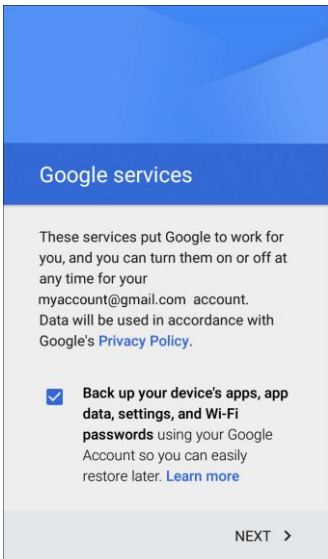 Google services
These services put Google to work for
you, and you can turn them on or off at
any time for your
myaccount@gmail.com account.
Data will be used in accordance with
Google's Privacy Policy.
Back up your device's apps, app
data, settings, and Wi-Fi
passwords using your Google
Account so you can easily
restore later. Learn more
NEXT >